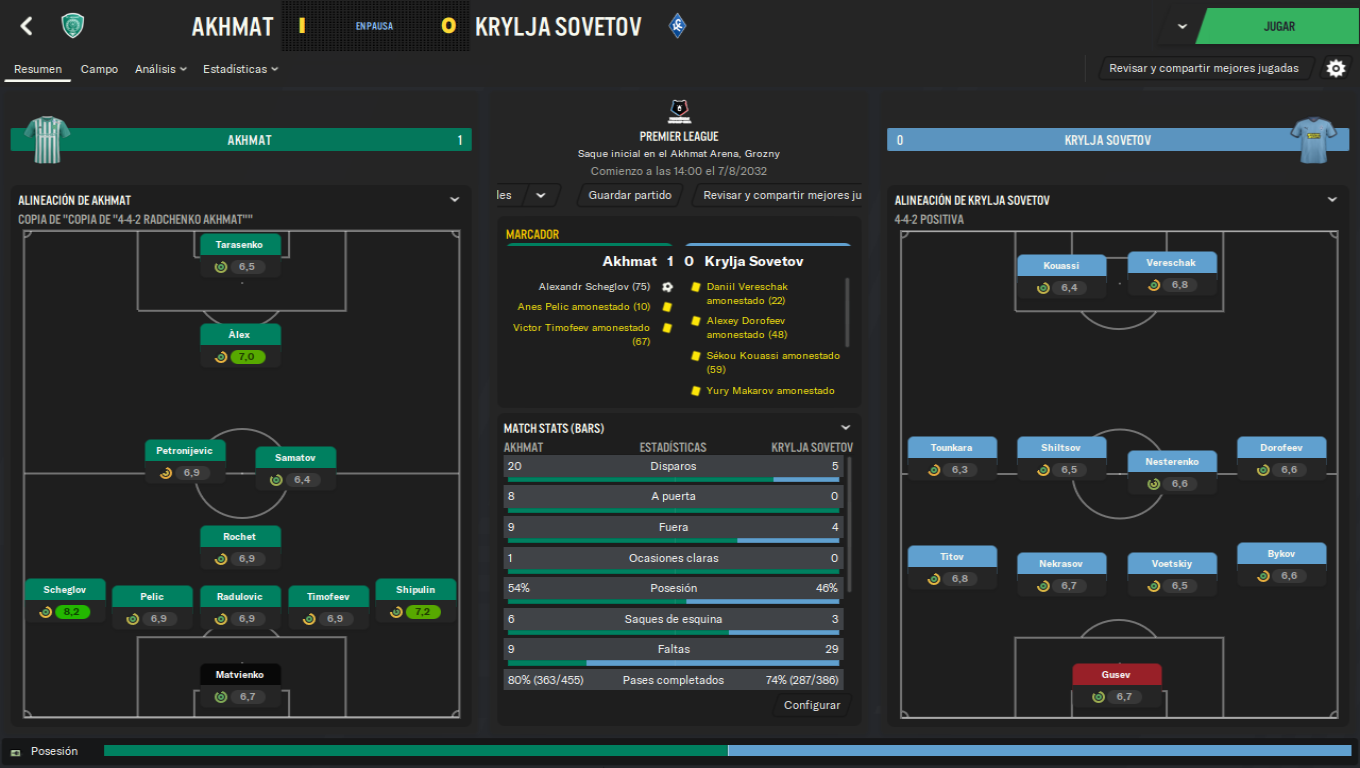 AKHMAT
1
EN PAUSA
0
KRYLJA SOVETOV
JUGAR
Resumen
Campo
Análisis
Estadísticas
Revisar y compartir mejores jugadas
AKHMAT
1
ALINEACIÓN DE AKHMAT
COPIA DE "COPIA DE "4-4-2 RADCHENKO AKHMAT""
Tarasenko
6,5
Àlex
7,0
Petronijevic
6,9
Samatov
6,4
Rochet
6,9
Scheglov
8,2
Pelic
6,9
Radulovic
6,9
Timofeev
6,9
Shipulin
7,2
Matvienko
6,7
PREMIER LEAGUE
Saque inicial en el Akhmat Arena, Grozny
Comienzo a las 14:00 el 7/8/2032
les
Guardar partido
Revisar y compartir mejores ju
MARCADOR
Akhmat 1 0 Krylja Sovetov
Alexandr Scheglov (75)
Anes Pelic amonestado (10)
Victor Timofeev amonestado
(67)
Daniil Vereschak
amonestado (22)
Alexey Dorofeev
amonestado (48)
Sékou Kouassi amonestado
(59)
Yury Makarov amonestado
MATCH STATS (BARS)
AKHMAT ESTADÍSTICAS KRYLJA SOVETOV
20 Disparos 5
8 A puerta 0
9 Fuera 4
1 Ocasiones claras 0
54% Posesión 46%
6 Saques de esquina 3
9 Faltas 29
80% (363/455) Pases completados 74% (287/386)
Configurar
0
KRYLJA SOVETOV
ALINEACIÓN DE KRYLJA SOVETOV
4-4-2 POSITIVA
Kouassi
6,4
Vereschak
6,8
Tounkara
6,3
Shiltsov
6,5
Nesterenko
6,6
Dorofeev
6,6
Titov
6,8
Nekrasov
6,7
Voetskiy
6,5
Bykov
6,6
Gusev
6,7
Posesión